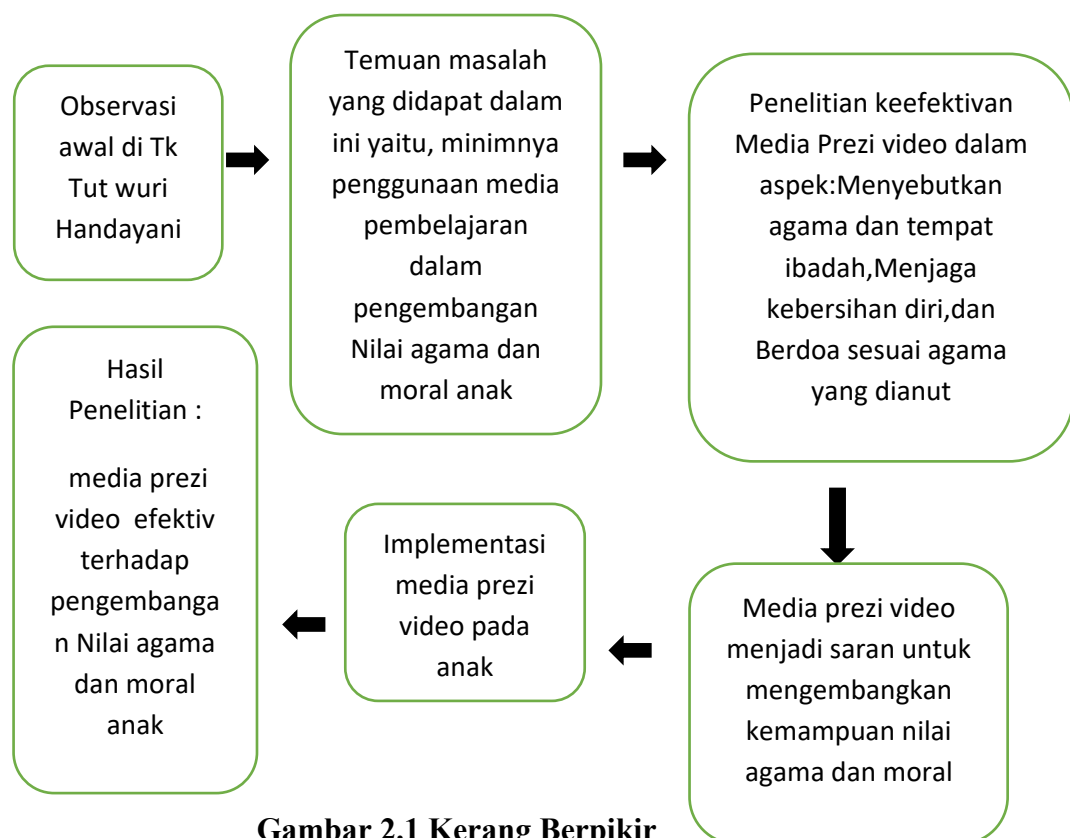 Observasi
awal di Tk
Tut wuri
Handayani
Temuan masalah
yang didapat dalam
ini yaitu, minimnya
penggunaan media
pembelajaran
dalam
pengembangan
Nilai agama dan
moral anak
Penelitian keefektivan
Media Prezi video dalam
aspek:Menyebutkan
agama dan tempat
ibadah,Menjaga
kebersihan diri,dan
Berdoa sesuai agama
yang dianut
Media prezi video
menjadi saran untuk
mengembangkan
kemampuan nilai
agama dan moral
Implementasi
media prezi
video pada
anak
Hasil
Penelitian :
media prezi
video efektiv
terhadap
pengembanga
n Nilai agama
dan moral
anak
Gambar 2.1 Kerang Berpikir